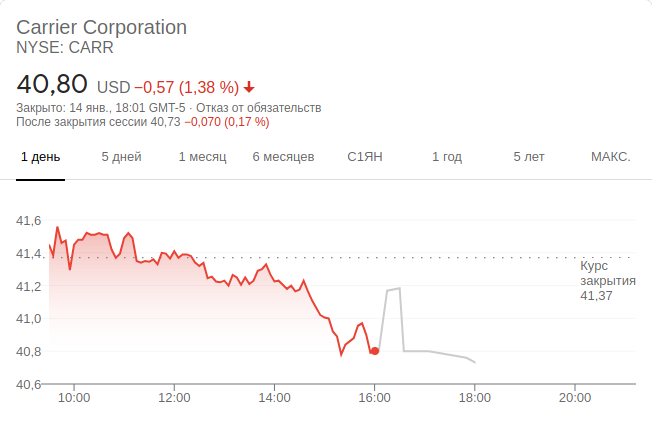 Carrier Corporation
NYSE: CARR
40,80 USD −0,57 (1,38 %)
Закрыто: 14 янв., 18:01 GMT-5 · Отказ от обязательств
После закрытия сессии 40,73 −0,070 (0,17 %)
1 день 5 дней 1 месяц 6 месяцев С1ЯН 1 год 5 лет МАКС.
41,6
41,4
Курс
закрытия
41,37
41,2
41,0
40,8
40,6
10:00 12:00 14:00 16:00 18:00 20:00